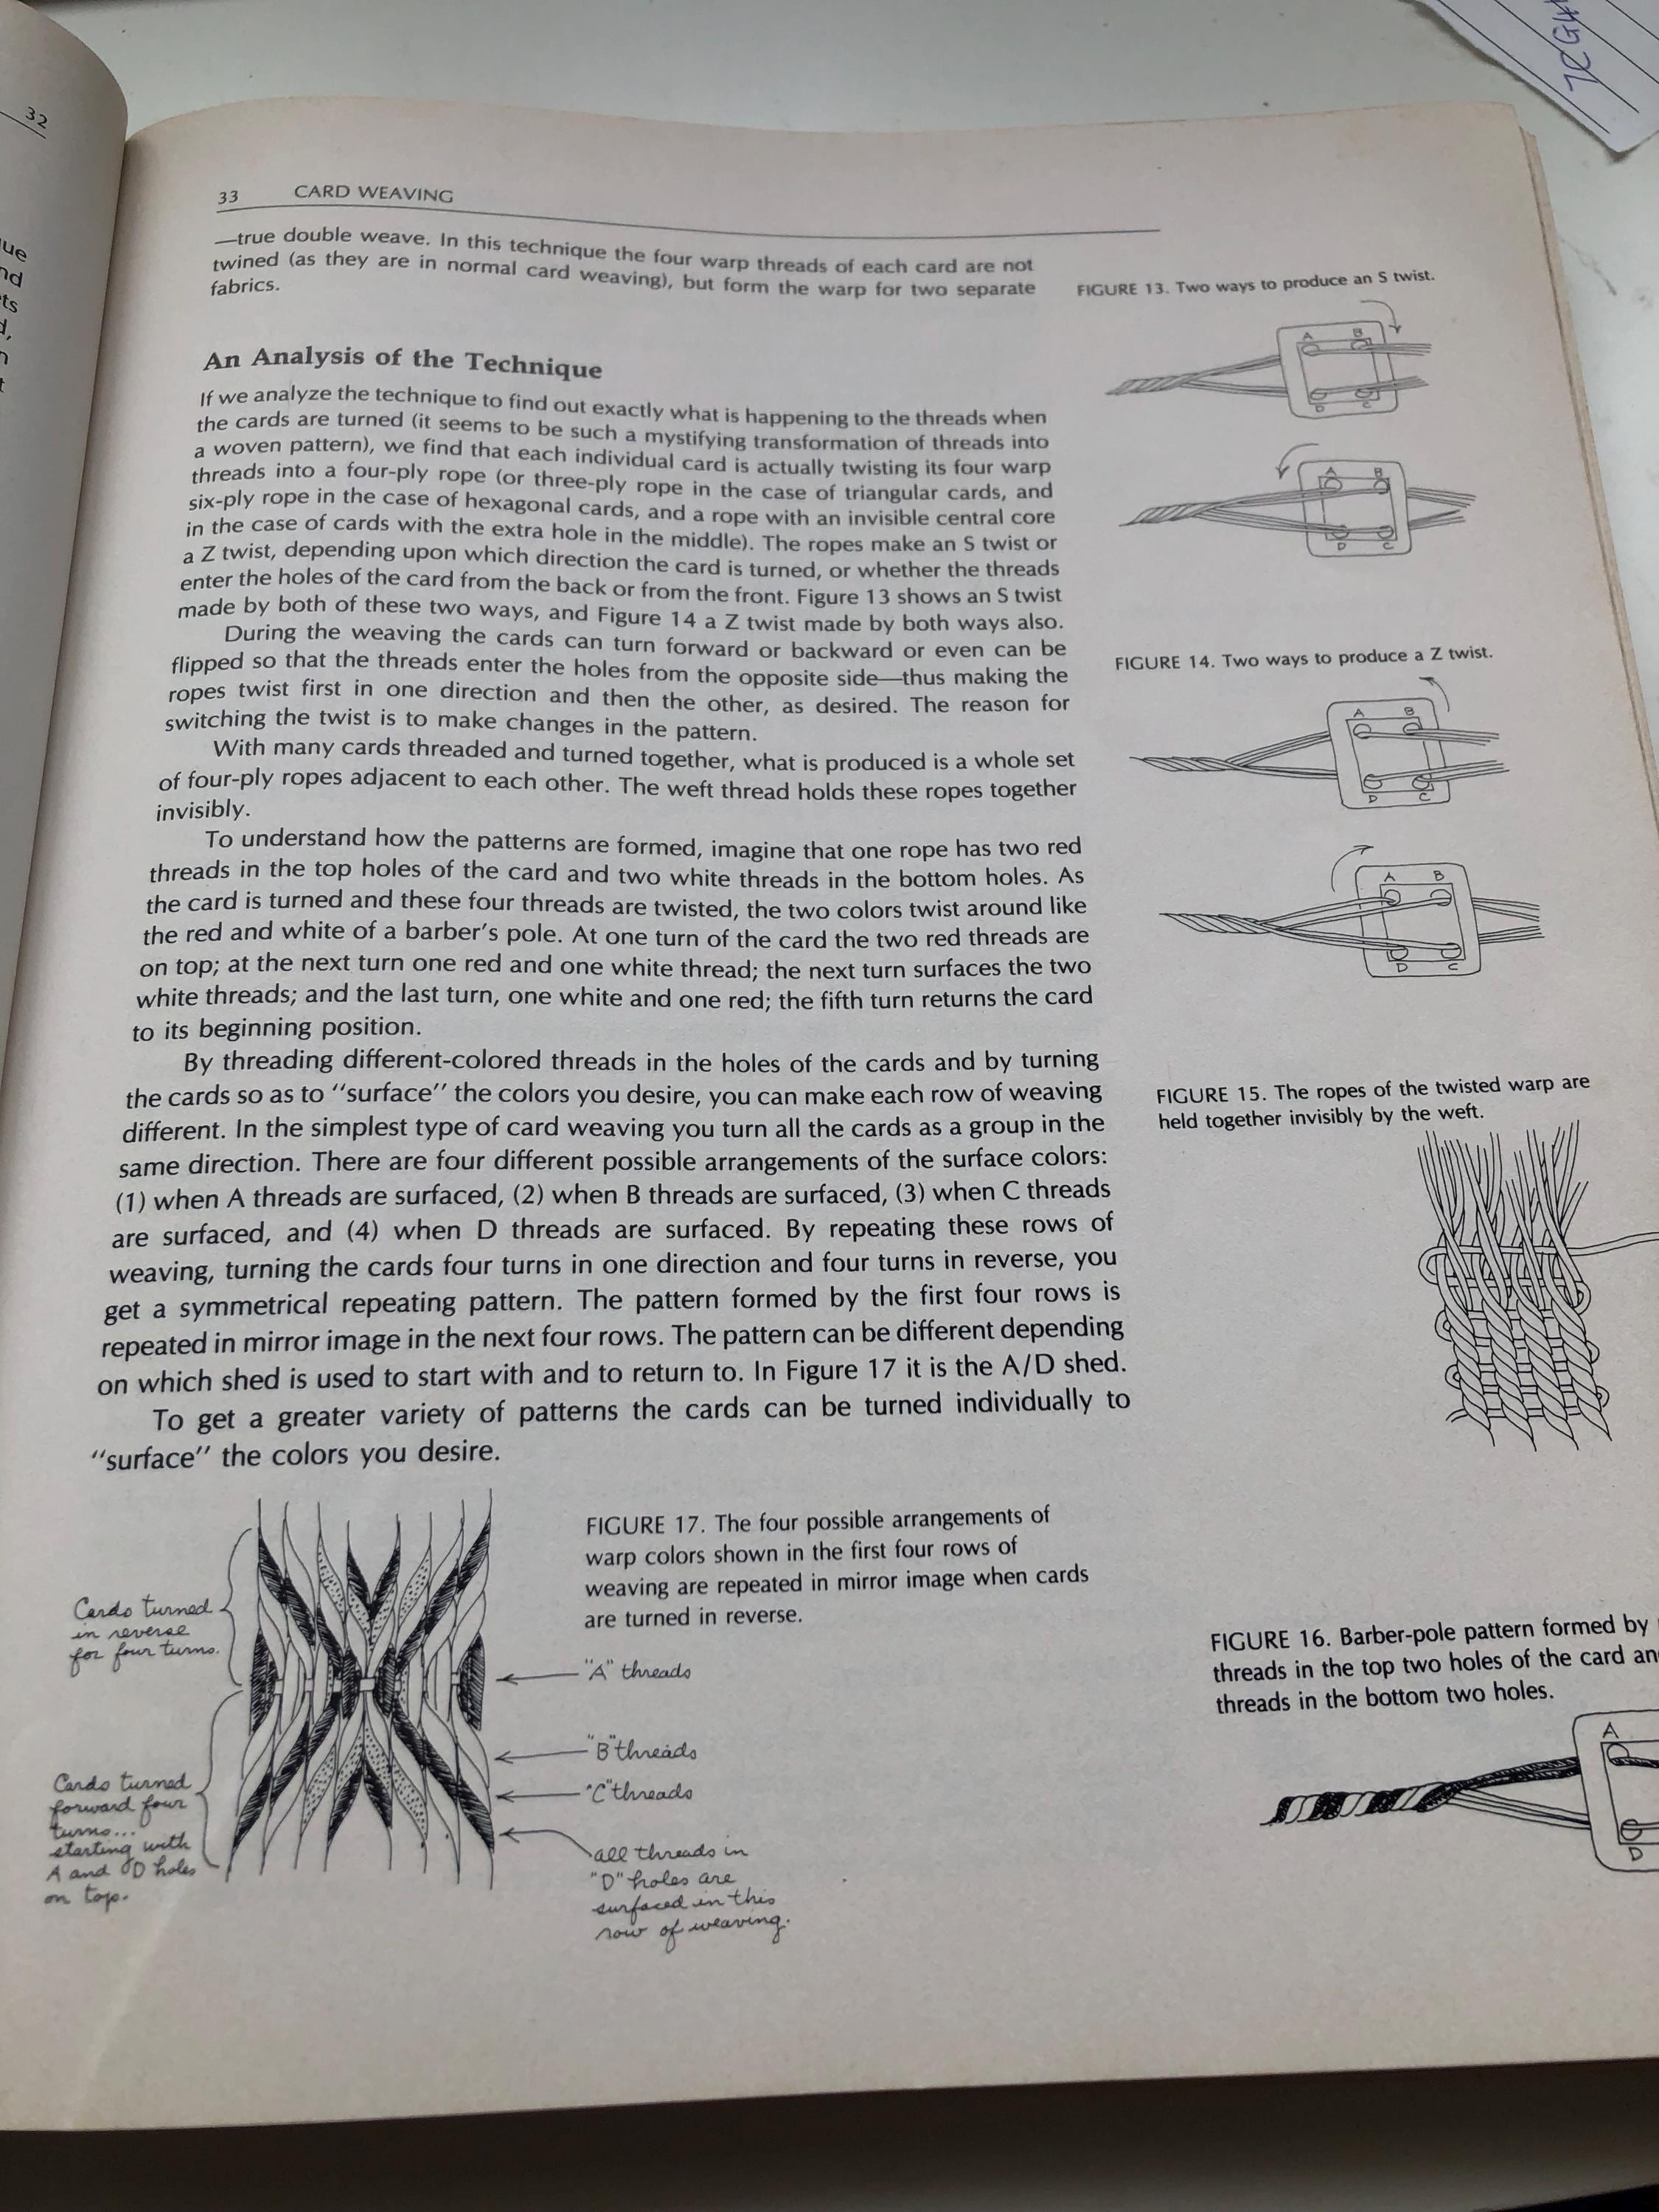 32
ue
nd
ets
d,
n
t
33 CARD WEAVING
—true double weave. In this technique the four warp threads of each card are not
twined (as they are in normal card weaving), but form the warp for two separate
fabrics.
An Analysis of the Technique
If we analyze the technique to find out exactly what is happening to the threads when
the cards are turned (it seems to be such a mystifying transformation of threads into
a woven pattern), we find that each individual card is actually twisting its four warp
threads into a four-ply rope (or three-ply rope in the case of triangular cards, and
six-ply rope in the case of hexagonal cards, and a rope with an invisible central core
in the case of cards with the extra hole in the middle). The ropes make an S twist or
a Z twist, depending upon which direction the card is turned, or whether the threads
enter the holes of the card from the back or from the front. Figure 13 shows an S twist
made by both of these two ways, and Figure 14 a Z twist made by both ways also.
During the weaving the cards can turn forward or backward or even can be
flipped so that the threads enter the holes from the opposite side—thus making the
ropes twist first in one direction and then the other, as desired. The reason for
switching the twist is to make changes in the pattern.
With many cards threaded and turned together, what is produced is a whole set
of four-ply ropes adjacent to each other. The weft thread holds these ropes together
invisibly.
To understand how the patterns are formed, imagine that one rope has two red
threads in the top holes of the card and two white threads in the bottom holes. As
the card is turned and these four threads are twisted, the two colors twist around like
the red and white of a barber's pole. At one turn of the card the two red threads are
on top; at the next turn one red and one white thread; the next turn surfaces the two
white threads; and the last turn, one white and one red; the fifth turn returns the card
to its beginning position.
By threading different-colored threads in the holes of the cards and by turning
the cards so as to "surface" the colors you desire, you can make each row of weaving
different. In the simplest type of card weaving you turn all the cards as a group in the
same direction. There are four different possible arrangements of the surface colors:
(1) when A threads are surfaced, (2) when B threads are surfaced, (3) when C threads
are surfaced, and (4) when D threads are surfaced. By repeating these rows of
weaving, turning the cards four turns in one direction and four turns in reverse, you
get a symmetrical repeating pattern. The pattern formed by the first four rows is
repeated in mirror image in the next four rows. The pattern can be different depending
on which shed is used to start with and to return to. In Figure 17 it is the A/D shed.
To get a greater variety of patterns the cards can be turned individually to
"surface" the colors you desire.
FIGURE 13. Two ways to produce an S twist.
A B
D C
A B
D C
FIGURE 14. Two ways to produce a Z twist.
A B
D C
A B
D C
FIGURE 15. The ropes of the twisted warp are
held together invisibly by the weft.
FIGURE 17. The four possible arrangements of
warp colors shown in the first four rows of
weaving are repeated in mirror image when cards
are turned in reverse.
Cards turned
in reverse
for four turns.
Cards turned
forward four
turns...
starting with
A and D holes
on top.
"A" threads
"B" threads
"C" threads
all threads in
"D" holes are
surfaced in this
row of weaving.
FIGURE 16. Barber-pole pattern formed by
threads in the top two holes of the card an
threads in the bottom two holes.
A
D